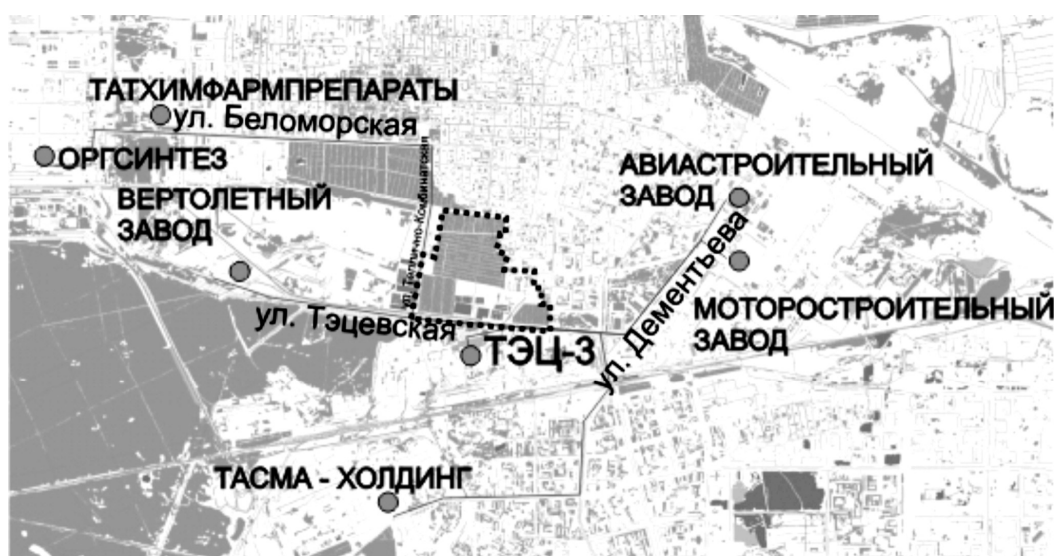 ТАТХИМФАРМПРЕПАРАТЫ
ул. Беломорская
ОРГСИНТЕЗ
ВЕРТОЛЕТНЫЙ
ЗАВОД
ул. Теплично-Комбинатская
АВИАСТРОИТЕЛЬНЫЙ
ЗАВОД
ул. Дементьева
МОТОРОСТРОИТЕЛЬНЫЙ
ЗАВОД
ул. Тэцевская
ТЭЦ-3
ТАСМА - ХОЛДИНГ